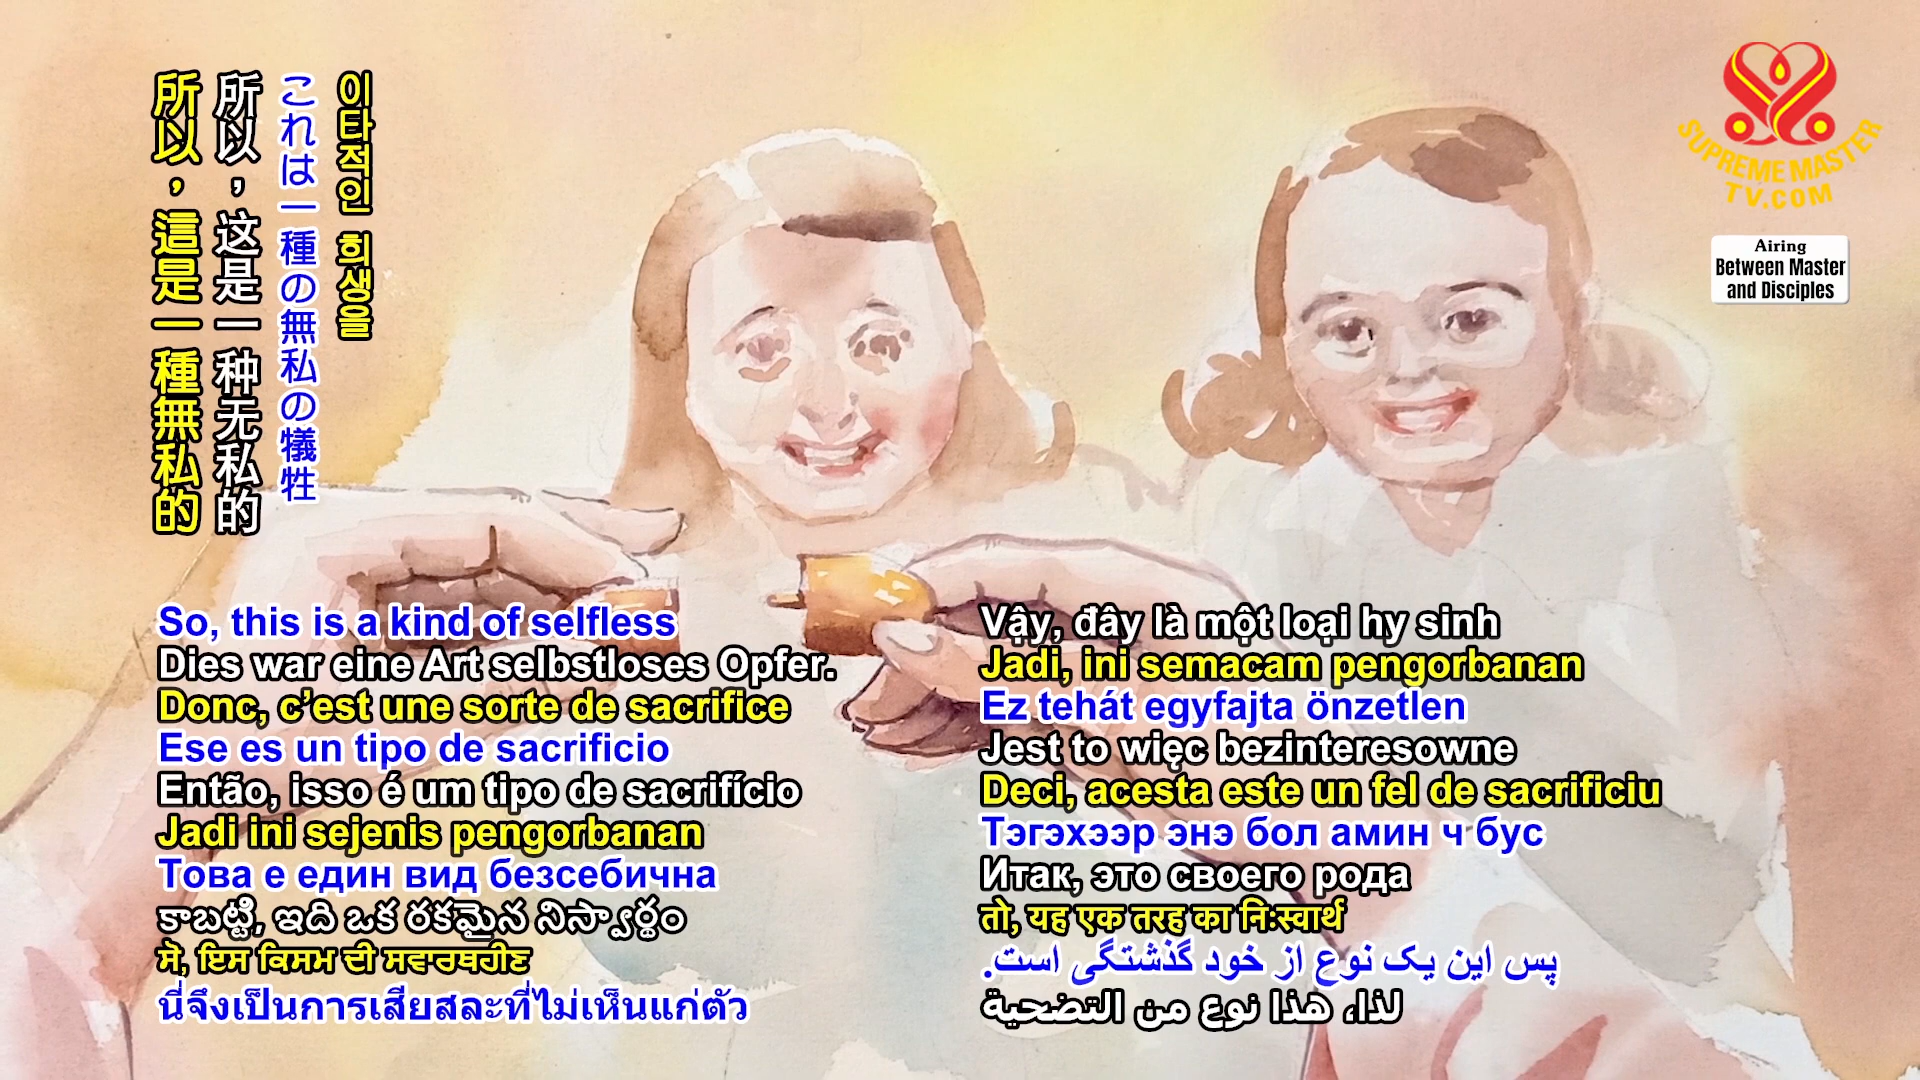 所以，這是一種無私的
所以，这是一种无私的
これは一種の無私の犠牲
이타적인 희생을
SUPREME MASTER
TV.COM
Airing
Between Master
and Disciples
So, this is a kind of selfless
Dies war eine Art selbstloses Opfer.
Donc, c’est une sorte de sacrifice
Ese es un tipo de sacrificio
Então, isso é um tipo de sacrifício
Jadi ini sejenis pengorbanan
Това е един вид безсебична
కాబట్టి, ఇది ఒక రకమైన నిస్వార్థం
ਸੋ, ਇਸ ਕਿਸਮ ਦੀ ਸਵਾਰਥਹੀਣ
นี่จึงเป็นการเสียสละที่ไม่เห็นแก่ตัว
Vậy, đây là một loại hy sinh
Jadi, ini semacam pengorbanan
Ez tehát egyfajta önzetlen
Jest to więc bezinteresowne
Deci, acesta este un fel de sacrificiu
Тэгэхээр энэ бол амин ч бус
Итак, это своего рода
तो, यह एक तरह का नि:स्वार्थ
پس این یک نوع از خود گذشتگی است.
لذا، هذا نوع من التضحية